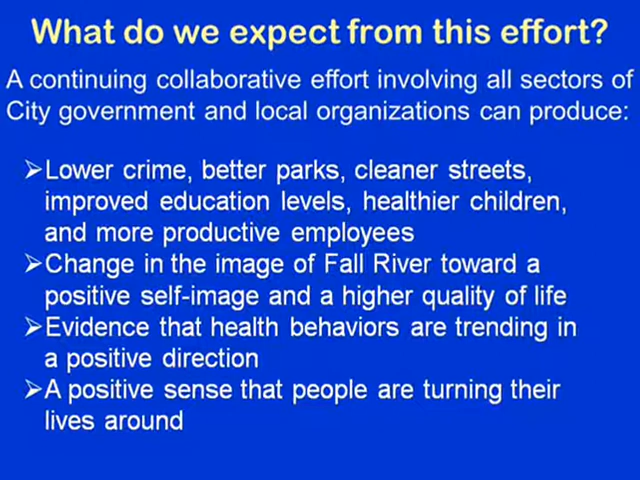 What do we expect from this effort?
A continuing collaborative effort involving all sectors of
City government and local organizations can produce:
➢Lower crime, better parks, cleaner streets,
improved education levels, healthier children,
and more productive employees
➢Change in the image of Fall River toward a
positive self-image and a higher quality of life
➢Evidence that health behaviors are trending in
a positive direction
➢A positive sense that people are turning their
lives around